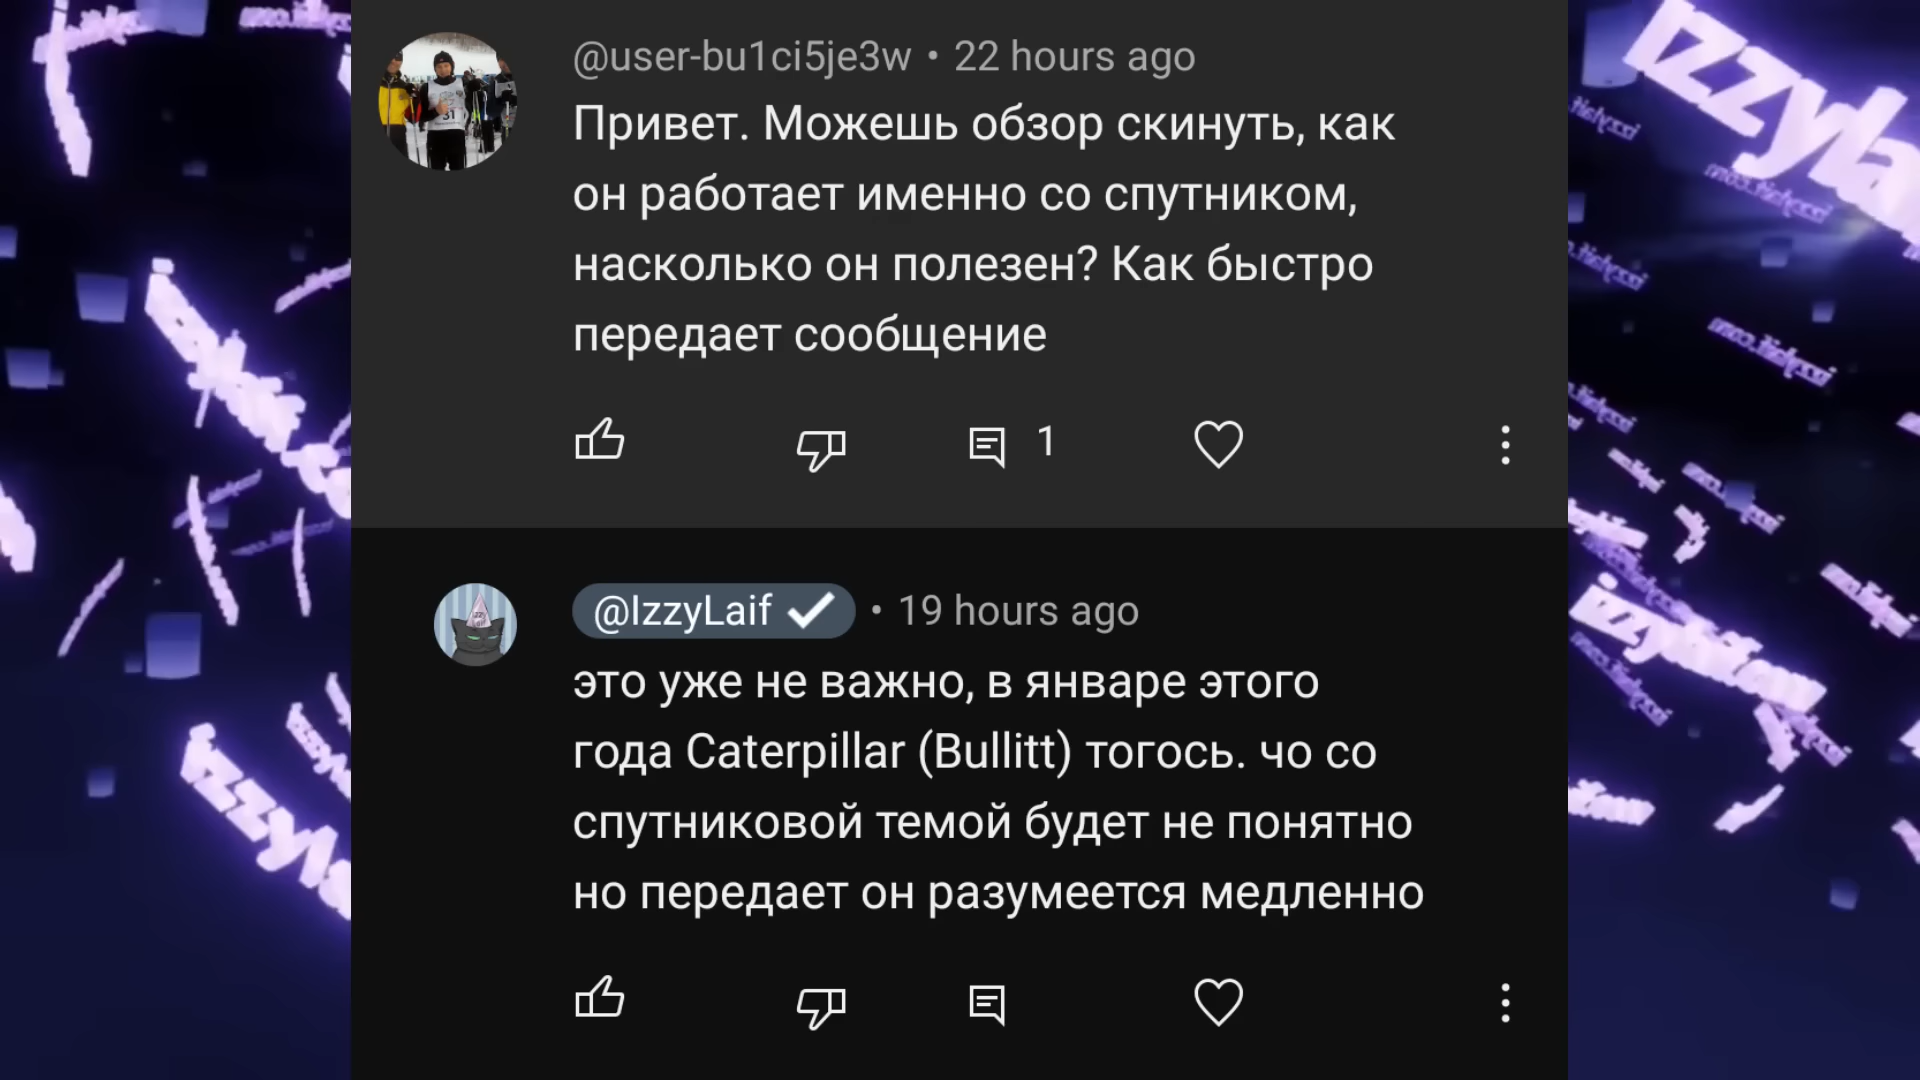 @user-bu1ci5je3w • 22 hours ago
Привет. Можешь обзор скинуть, как
он работает именно со спутником,
насколько он полезен? Как быстро
передает сообщение
1
@IzzyLaif • 19 hours ago
это уже не важно, в январе этого
года Caterpillar (Bullitt) тогось. чо со
спутниковой темой будет не понятно
но передает он разумеется медленно